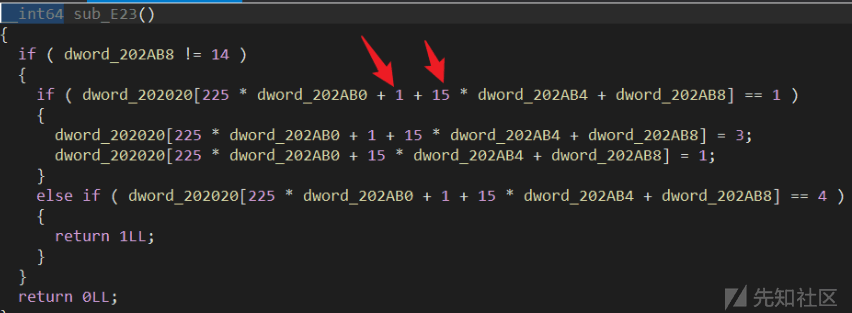 __int64 sub_E23()
{
  if ( dword_202AB8 != 14 )
  {
    if ( dword_202020[225 * dword_202AB0 + 1 + 15 * dword_202AB4 + dword_202AB8] == 1 )
    {
      dword_202020[225 * dword_202AB0 + 1 + 15 * dword_202AB4 + dword_202AB8] = 3;
      dword_202020[225 * dword_202AB0 + 15 * dword_202AB4 + dword_202AB8] = 1;
    }
    else if ( dword_202020[225 * dword_202AB0 + 1 + 15 * dword_202AB4 + dword_202AB8] == 4 )
    {
      return 1LL;
    }
  }
  return 0LL;
先知社区